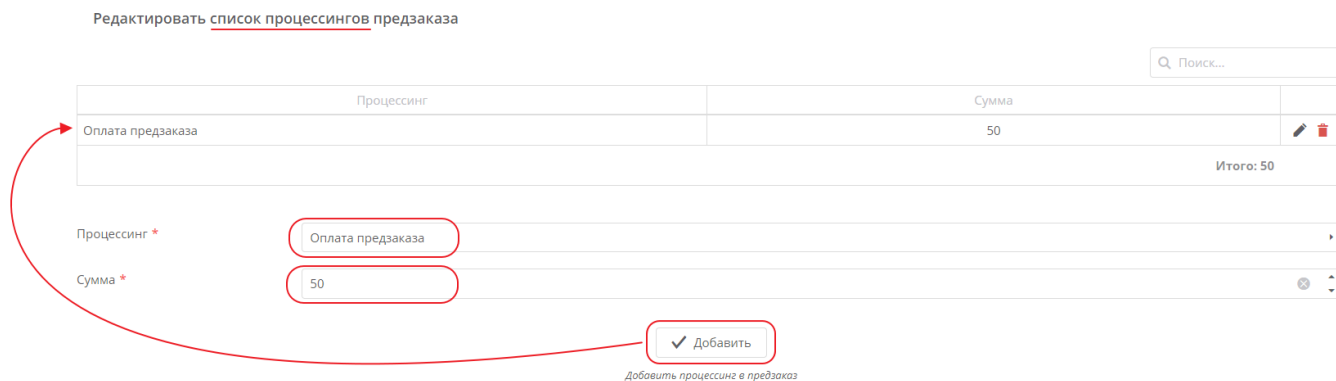 Редактировать список процессингов предзаказа
Поиск...
Процессинг Сумма
Оплата предзаказа 50
Итого: 50
Процессинг * Оплата предзаказа
Сумма * 50
Добавить
Добавить процессинг в предзаказ